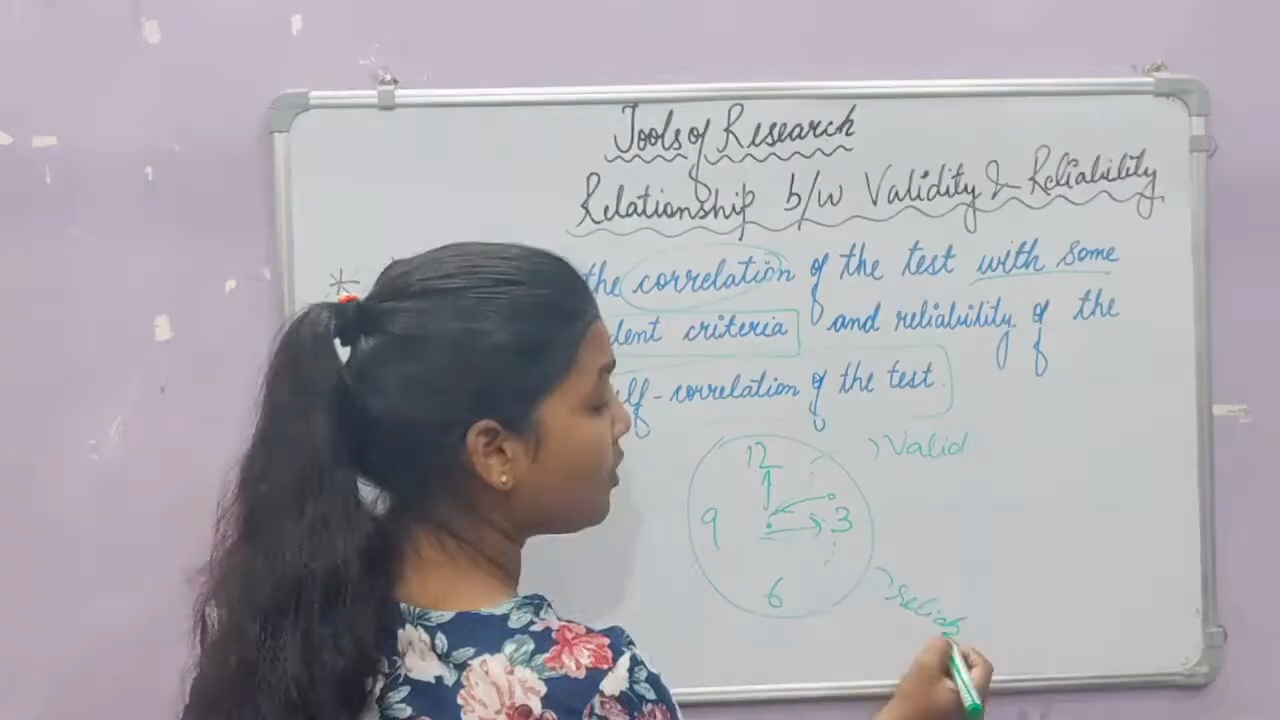 Tools of Research
Relationship b/w Validity & Reliability
* the correlation of the test with some
dent criteria and reliability of the
lf-correlation of the test.
12
Valid
9
3
6
reliab